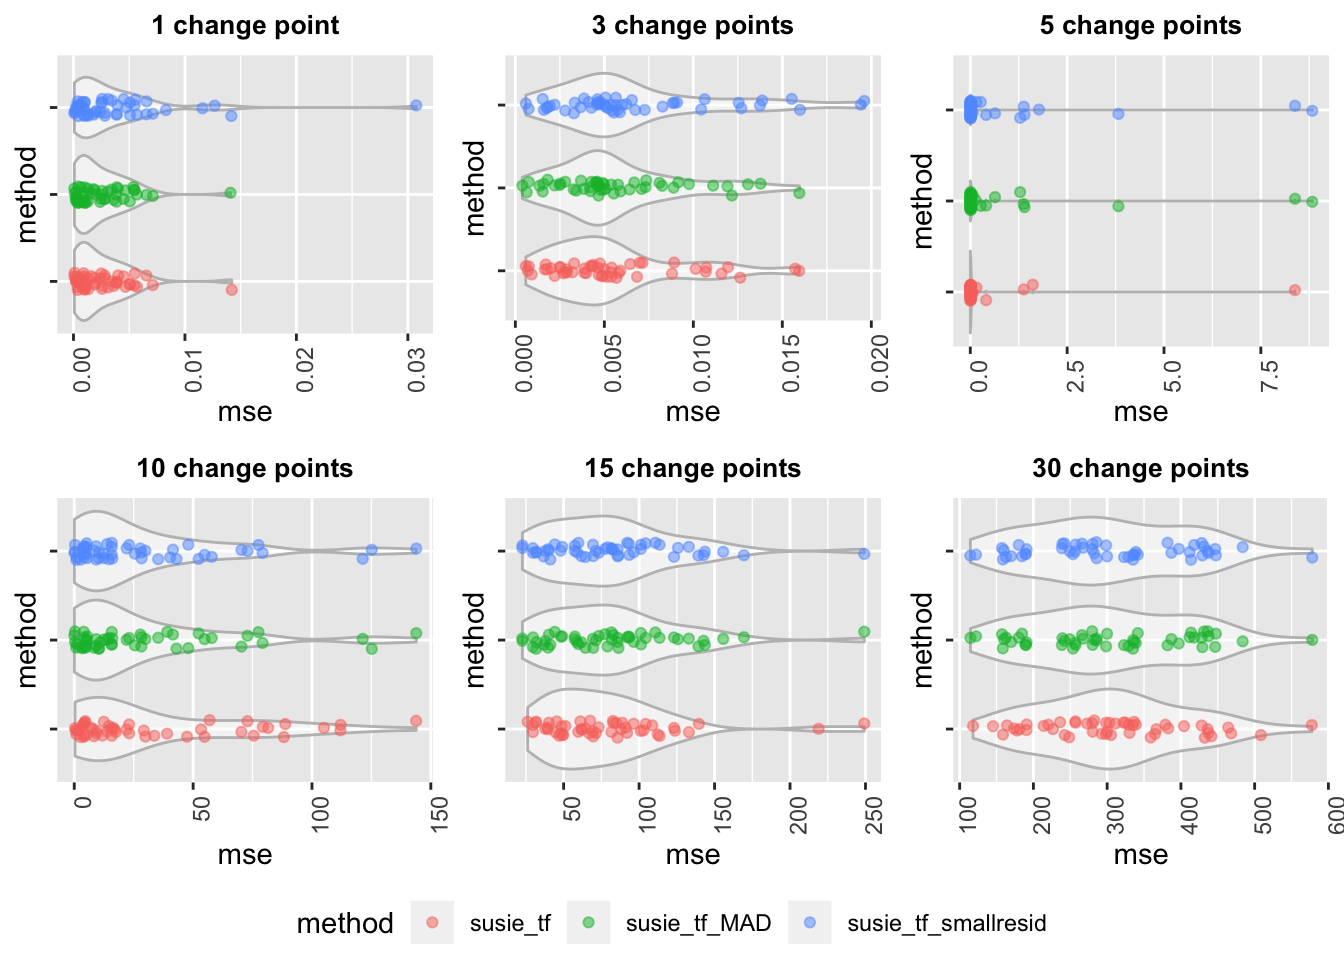 1 change point
3 change points
5 change points
method
method
method
0.00
0.01
0.02
0.03
0.000
0.005
0.010
0.015
0.020
0.0
2.5
5.0
7.5
mse
mse
mse
10 change points
15 change points
30 change points
method
method
method
0
50
100
150
50
100
150
200
250
100
200
300
400
500
600
mse
mse
mse
method
susie_tf
susie_tf_MAD
susie_tf_smallresid